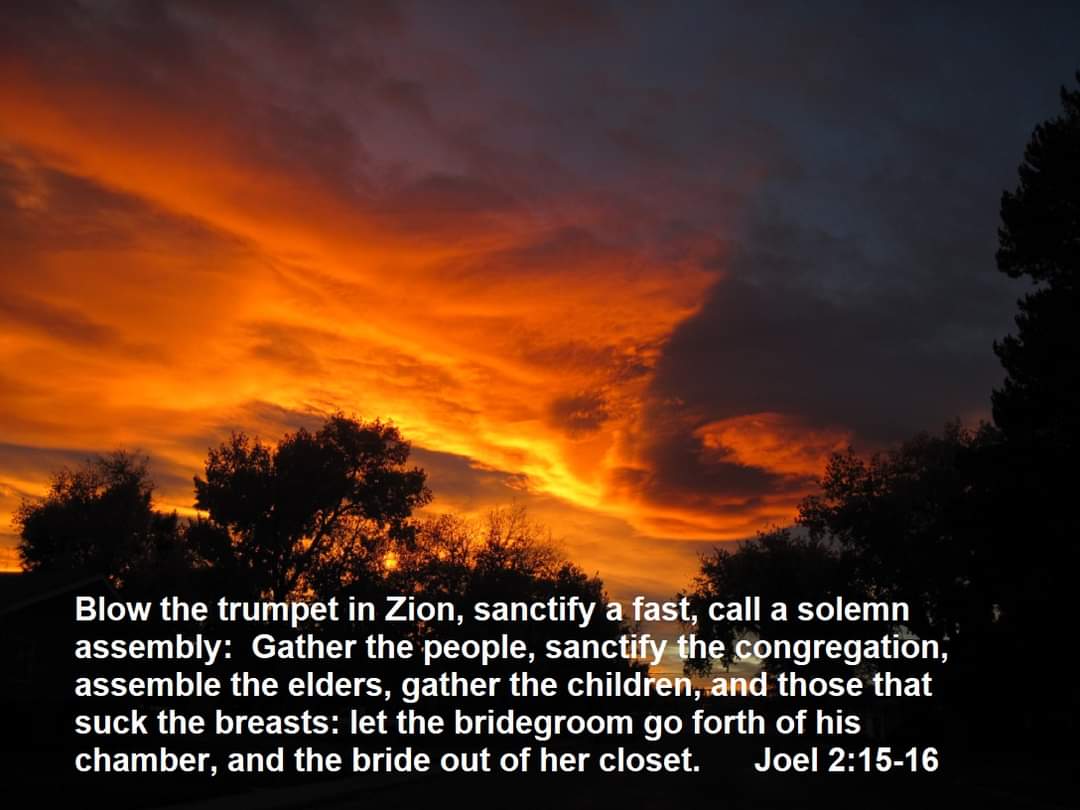 Blow the trumpet in Zion, sanctify a fast, call a solemn
assembly:  Gather the people, sanctify the congregation,
assemble the elders, gather the children, and those that
suck the breasts: let the bridegroom go forth of his
chamber, and the bride out of her closet.      Joel 2:15-16